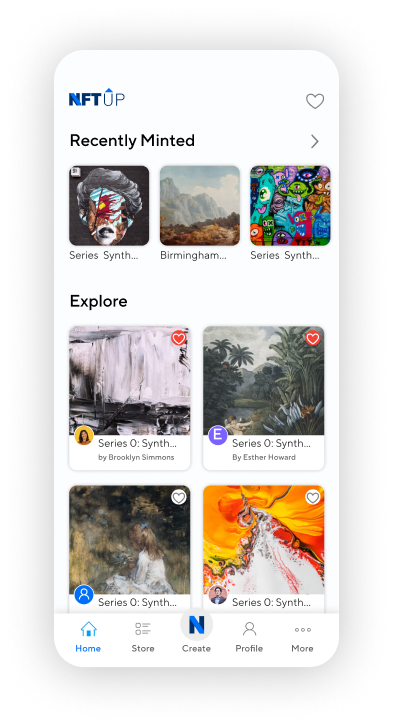 NFTUP
Recently Minted
Series Synth...
Birmingham...
Series Synth...
Explore
Series 0: Synth...
by Brooklyn Simmons
E
Series 0: Synth...
By Esther Howard
Series 0: Synth...
Series 0: Synth...
N
Home
Store
Create
Profile
More